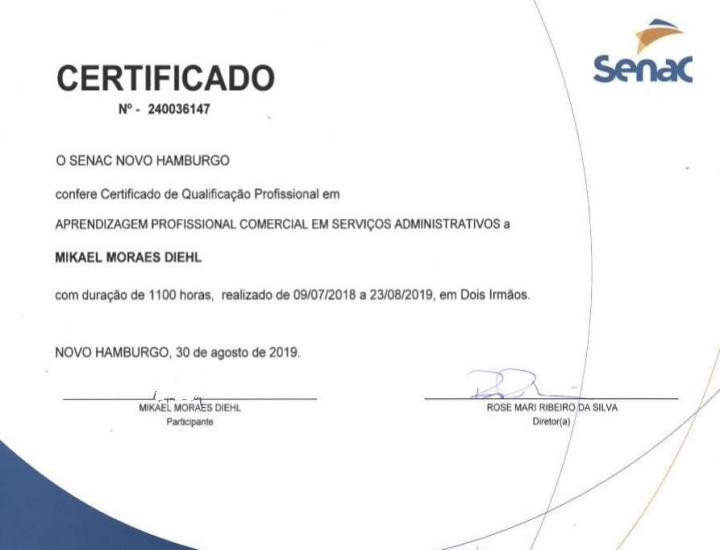 Senac
CERTIFICADO
Nº - 240036147
O SENAC NOVO HAMBURGO
confere Certificado de Qualificação Profissional em
APRENDIZAGEM PROFISSIONAL COMERCIAL EM SERVIÇOS ADMINISTRATIVOS a
MIKAEL MORAES DIEHL
com duração de 1100 horas, realizado de 09/07/2018 a 23/08/2019, em Dois Irmãos.
NOVO HAMBURGO, 30 de agosto de 2019.
MIKAEL MORAES DIEHL
Participante
ROSE MARI RIBEIRO DA SILVA
Diretor(a)